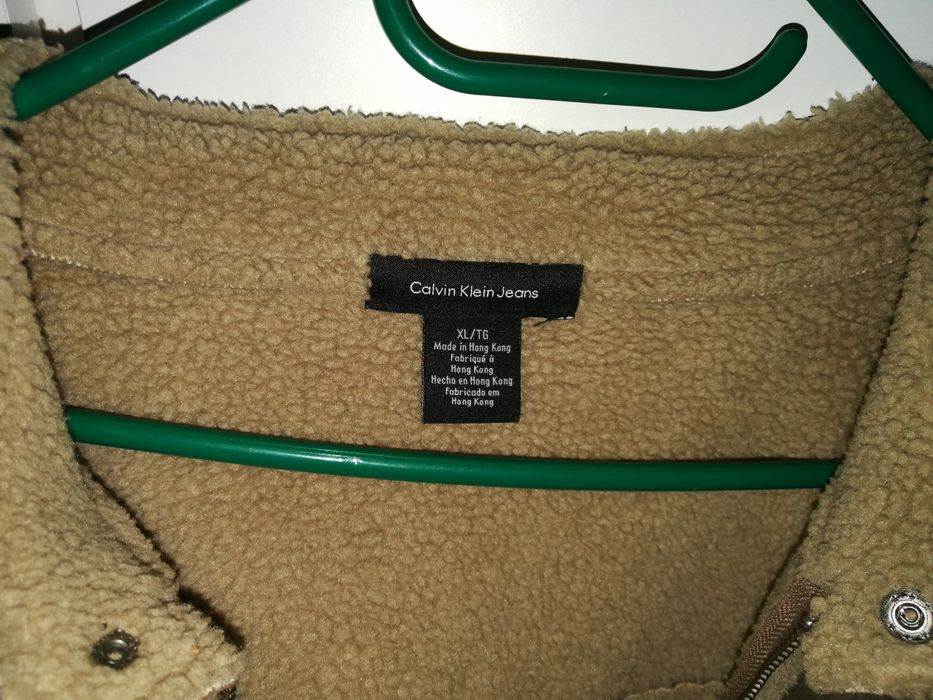 Calvin Klein Jeans
XL/TG
Made in Hong Kong
Fabriqué à
Hong Kong
Hecho en Hong Kong
Fabricado em
Hong Kong